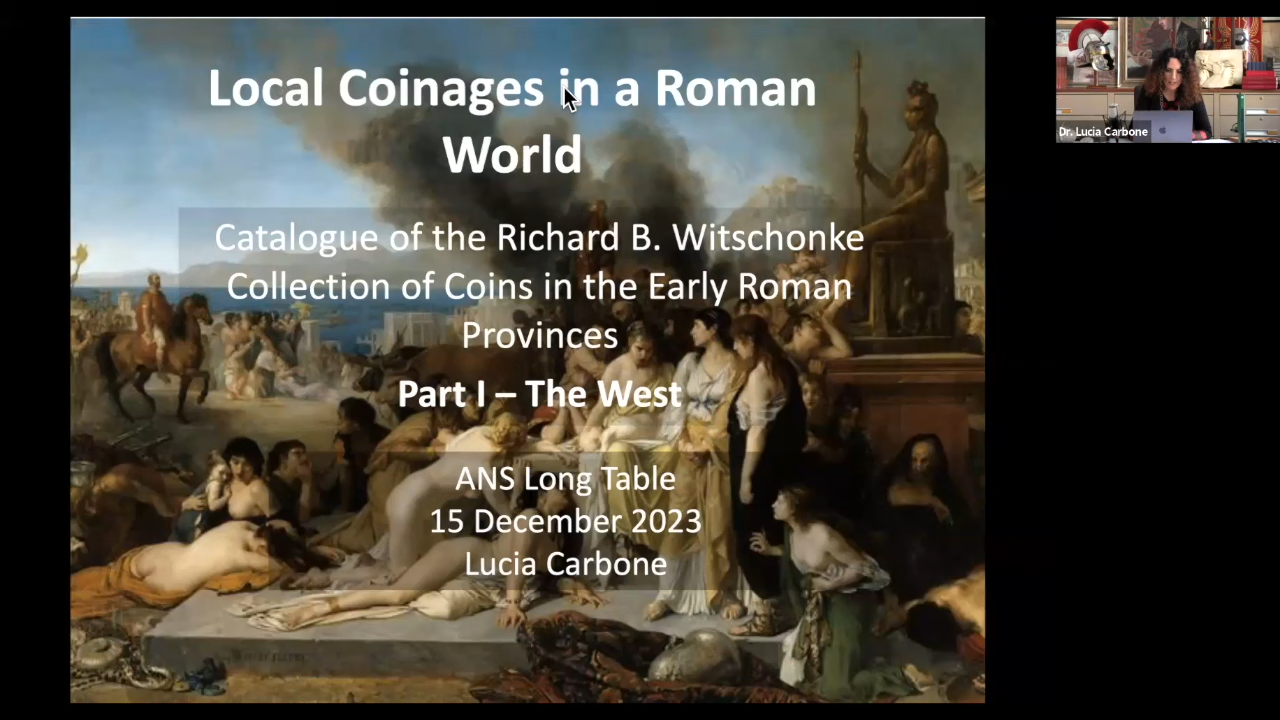 Local Coinages in a Roman
World
Catalogue of the Richard B. Witschonke
Collection of Coins in the Early Roman
Provinces
Part I – The West
ANS Long Table
15 December 2023
Lucia Carbone
Dr. Lucia Carbone